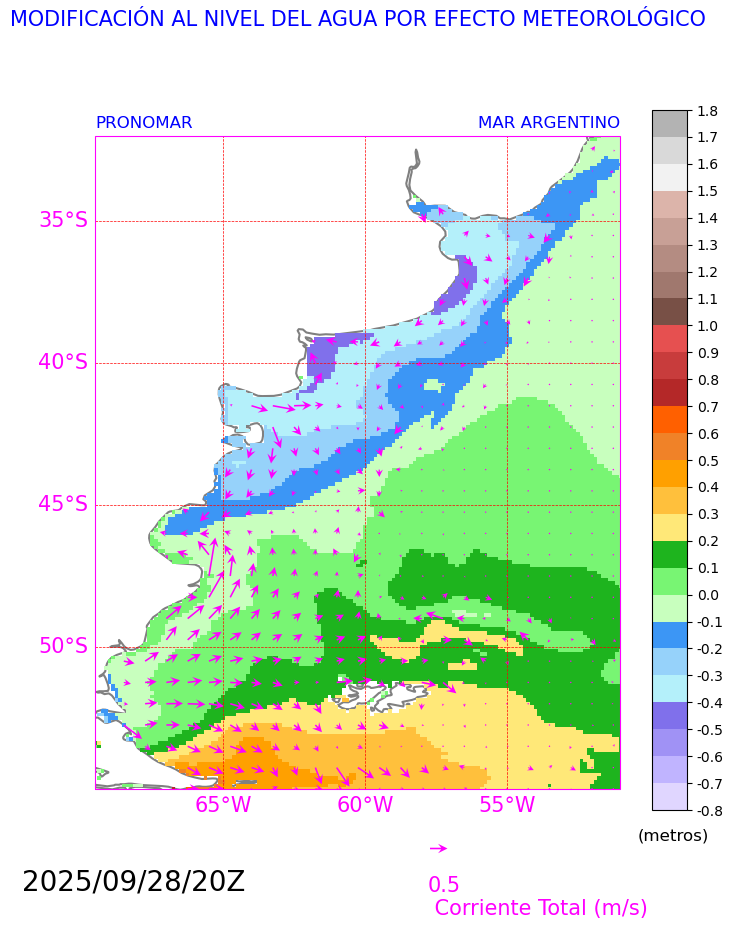 MODIFICACIÓN AL NIVEL DEL AGUA POR EFECTO METEOROLÓGICO
PRONOMAR MAR ARGENTINO
35°S
40°S
45°S
50°S
65°W 60°W 55°W
1.8
1.7
1.6
1.5
1.4
1.3
1.2
1.1
1.0
0.9
0.8
0.7
0.6
0.5
0.4
0.3
0.2
0.1
0.0
-0.1
-0.2
-0.3
-0.4
-0.5
-0.6
-0.7
-0.8
(metros)
2025/09/28/20Z
0.5
Corriente Total (m/s)